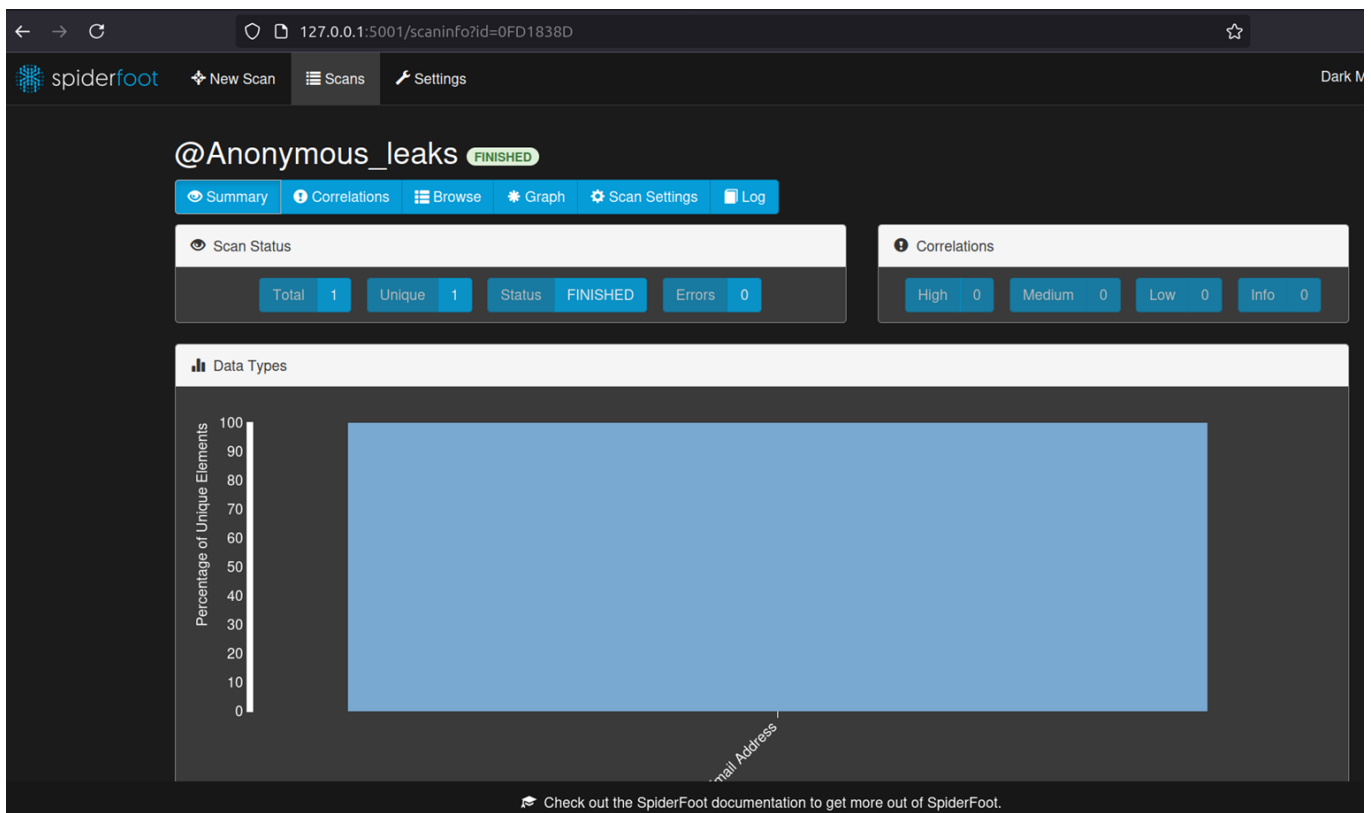 127.0.0.1:5001/scaninfo?id=0FD1838D
spiderfoot New Scan Scans Settings Dark M
@Anonymous_leaks FINISHED
Summary Correlations Browse Graph Scan Settings Log
Scan Status
Total 1 Unique 1 Status FINISHED Errors 0
Correlations
High 0 Medium 0 Low 0 Info 0
Data Types
Percentage of Unique Elements
100
90
80
70
60
50
40
30
20
10
0
mail Address
Check out the SpiderFoot documentation to get more out of SpiderFoot.